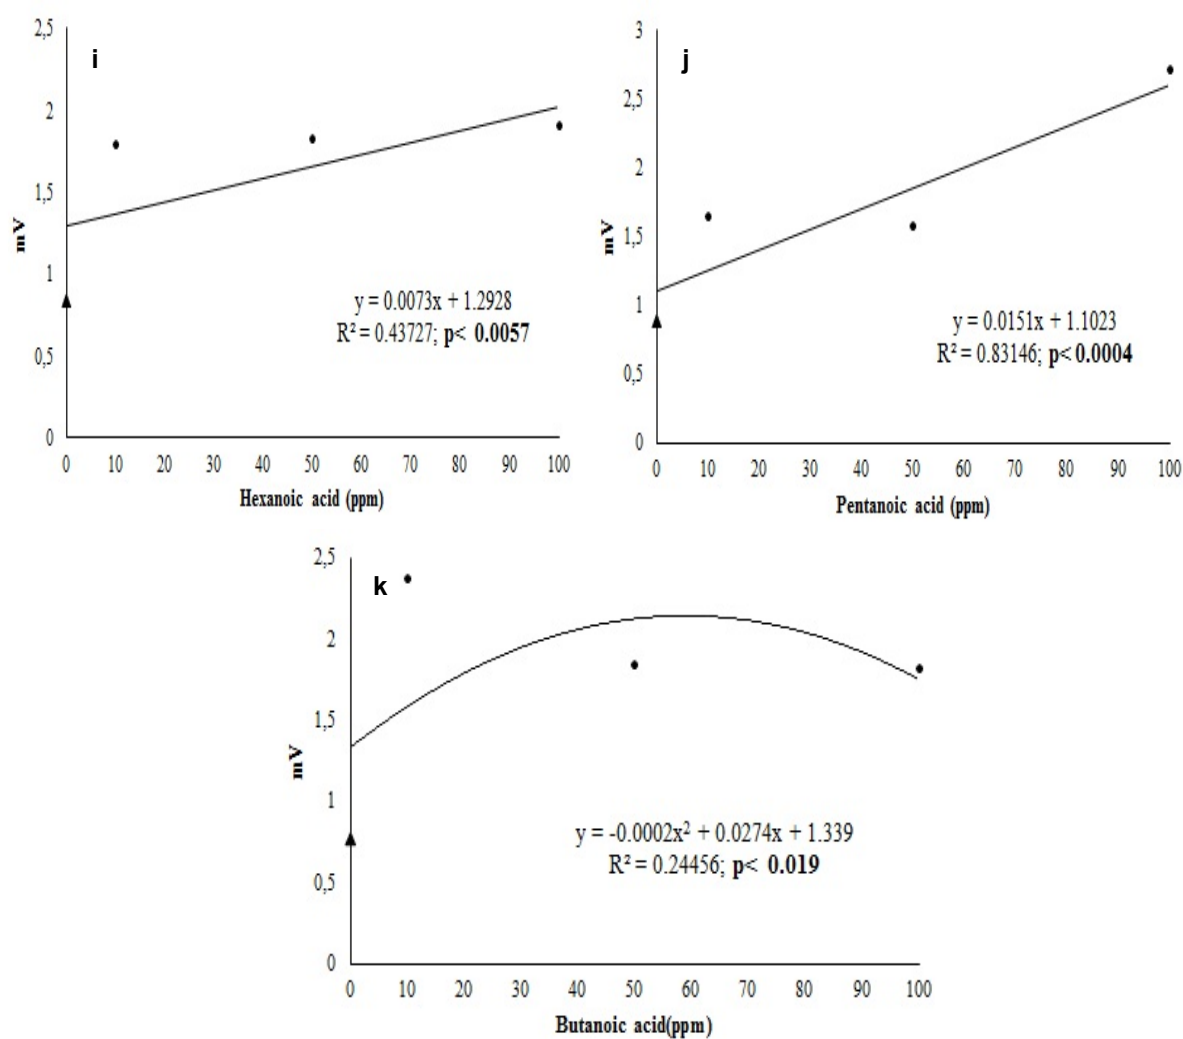 i
2,5
2
1,5
1
0,5
0
mV
0 10 20 30 40 50 60 70 80 90 100
Hexanoic acid (ppm)
y = 0.0073x + 1.2928
R² = 0.43727; p< 0.0057
j
3
2,5
2
1,5
1
0,5
0
mV
0 10 20 30 40 50 60 70 80 90 100
Pentanoic acid (ppm)
y = 0.0151x + 1.1023
R² = 0.83146; p< 0.0004
k
2,5
2
1,5
1
0,5
0
mV
0 10 20 30 40 50 60 70 80 90 100
Butanoic acid(ppm)
y = -0.0002x² + 0.0274x + 1.339
R² = 0.24456; p< 0.019